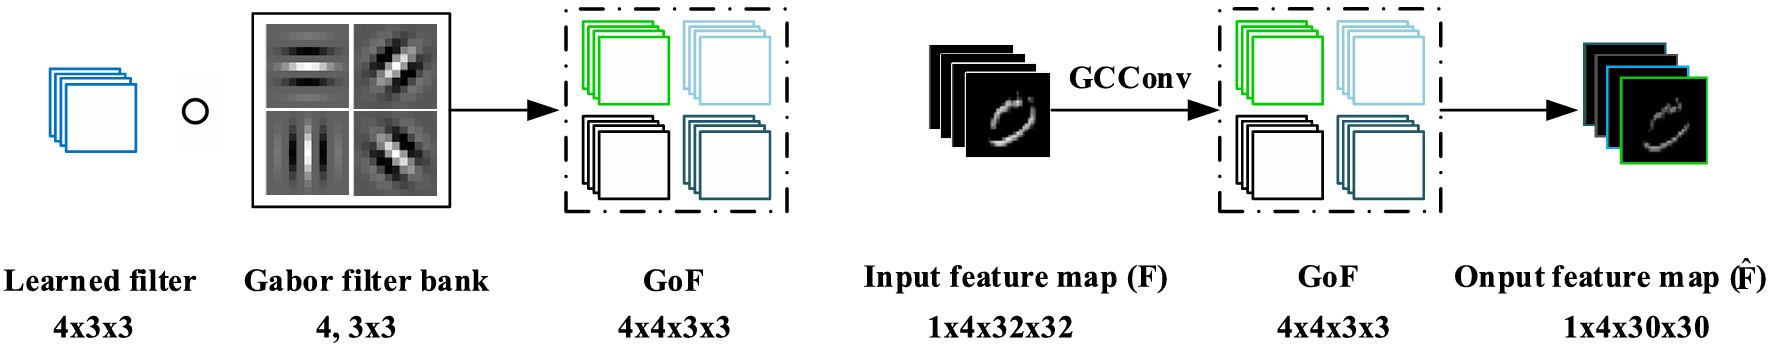 GCConv
Learned filter
4x3x3
Gabor filter bank
4, 3x3
GoF
4x4x3x3
Input feature map (F)
1x4x32x32
GoF
4x4x3x3
Onput feature map (F̂)
1x4x30x30